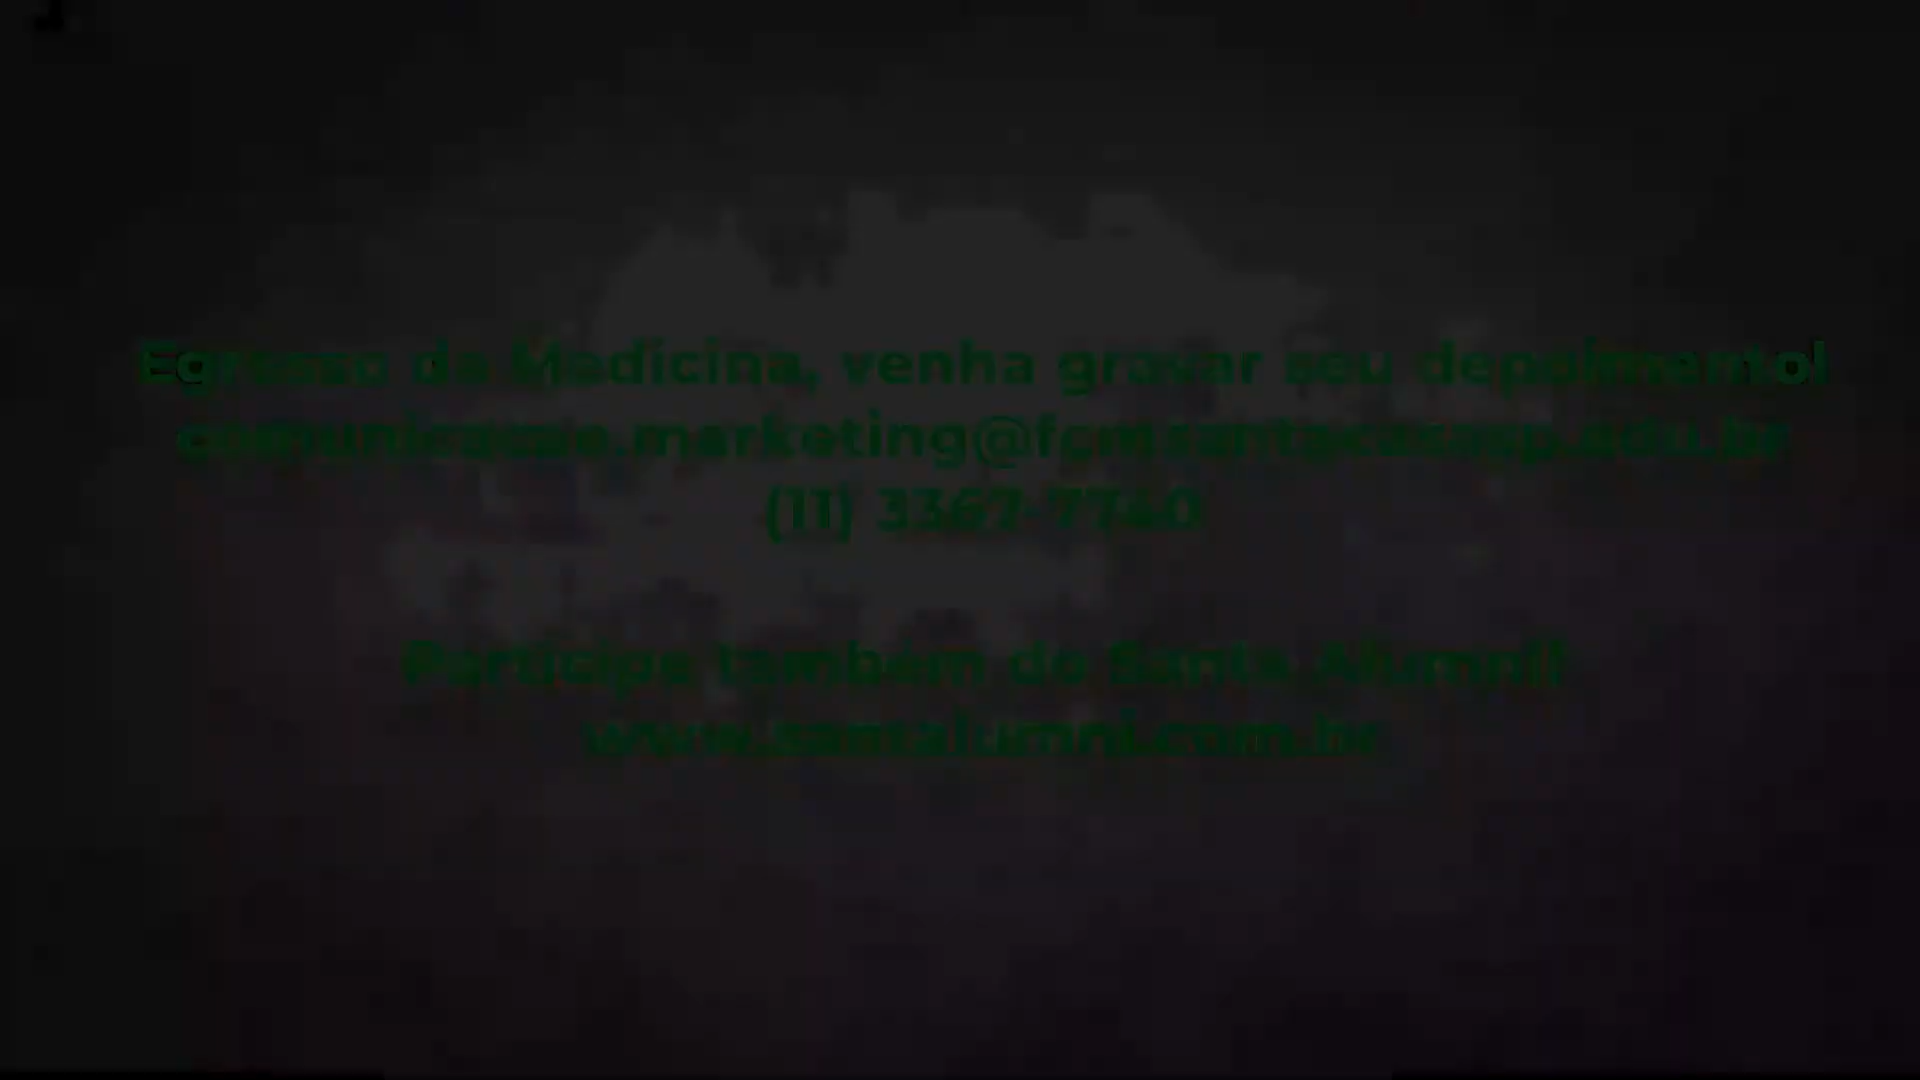 Egresso da Medicina, venha gravar seu depoimento!
comunicacao.marketing@fcmsantacasasp.edu.br
(11) 3367-7740
Participe também do Santa Alumni!
www.santalumni.com.br